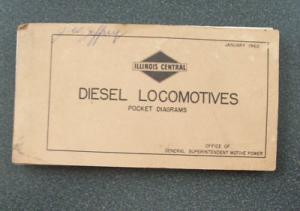 JANUARY 1960
ILLINOIS CENTRAL
DIESEL LOCOMOTIVES
POCKET DIAGRAMS
OFFICE OF
GENERAL SUPERINTENDENT MOTIVE POWER